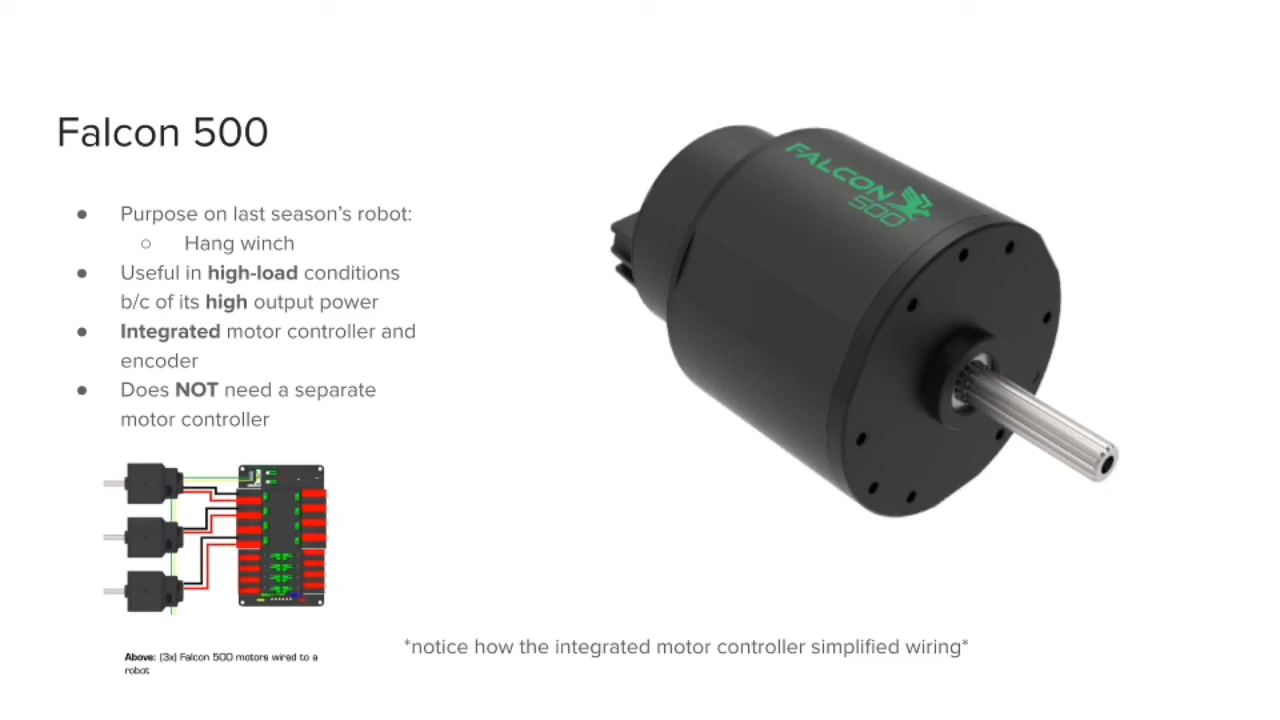 Falcon 500
● Purpose on last season's robot:
○ Hang winch
● Useful in high-load conditions
b/c of its high output power
● Integrated motor controller and
encoder
● Does NOT need a separate
motor controller
FALCON
500
Above: (3x) Falcon 500 motors wired to a
robot
*notice how the integrated motor controller simplified wiring*